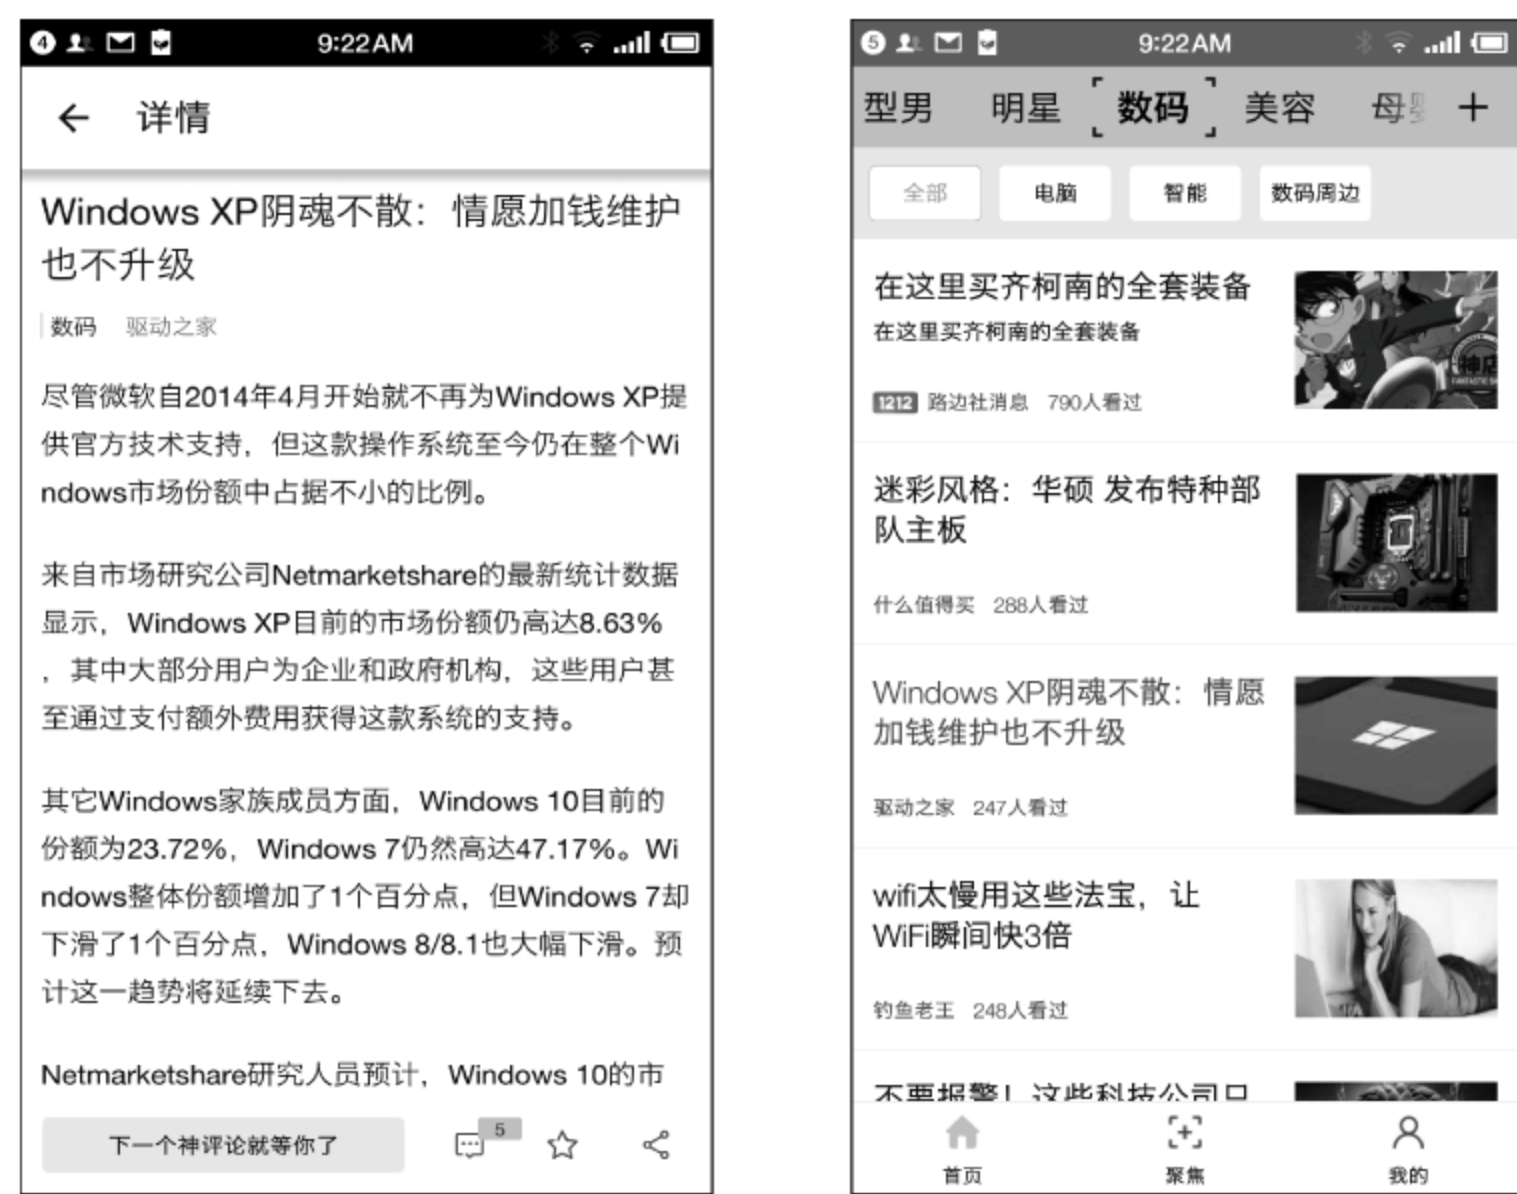 4
9:22AM
详情
Windows XP阴魂不散：情愿加钱维护
也不升级
数码 驱动之家
尽管微软自2014年4月开始就不再为Windows XP提
供官方技术支持，但这款操作系统至今仍在整个Wi
ndows市场份额中占据不小的比例。
来自市场研究公司Netmarketshare的最新统计数据
显示，Windows XP目前的市场份额仍高达8.63%
，其中大部分用户为企业和政府机构，这些用户甚
至通过支付额外费用获得这款系统的支持。
其它Windows家族成员方面，Windows 10目前的
份额为23.72%，Windows 7仍然高达47.17%。Wi
ndows整体份额增加了1个百分点，但Windows 7却
下滑了1个百分点，Windows 8/8.1也大幅下滑。预
计这一趋势将延续下去。
Netmarketshare研究人员预计，Windows 10的市
下一个神评论就等你了
5
5
9:22AM
型男 明星 数码 美容 母婴 +
全部 电脑 智能 数码周边
在这里买齐柯南的全套装备
在这里买齐柯南的全套装备
1212 路边社消息 790人看过
神店
迷彩风格：华硕 发布特种部
队主板
什么值得买 288人看过
Windows XP阴魂不散：情愿
加钱维护也不升级
驱动之家 247人看过
wifi太慢用这些法宝，让
WiFi瞬间快3倍
钓鱼老王 248人看过
不要报警！这些科技公司只
首页 聚焦 我的